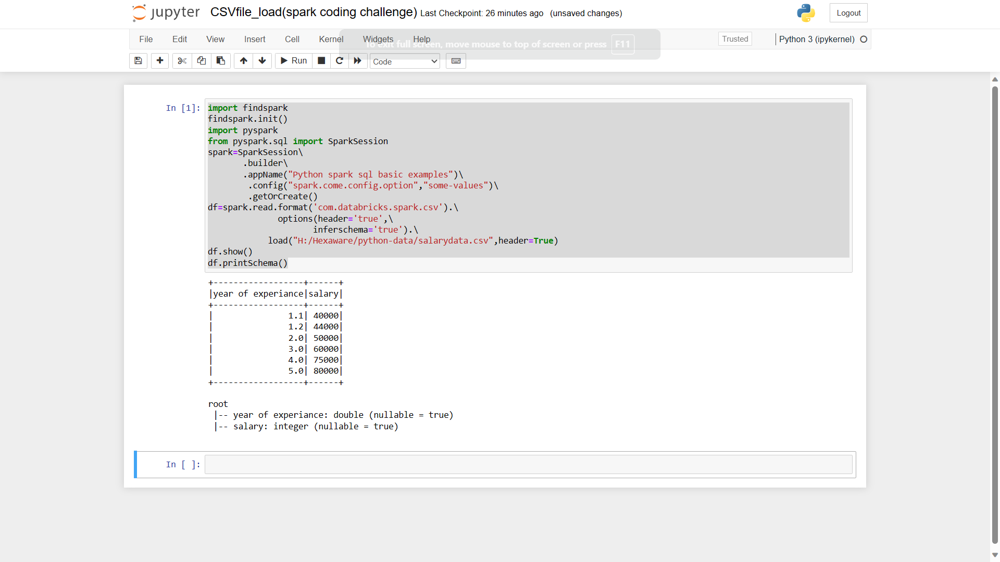 jupyter CSVfile_load(spark coding challenge) Last Checkpoint: 26 minutes ago (unsaved changes) Logout
File Edit View Insert Cell Kernel Widgets Help Trusted Python 3 (ipykernel)
To exit full screen, move mouse to top of screen or press F11
Run Code
In [1]: import findspark
findspark.init()
import pyspark
from pyspark.sql import SparkSession
spark=SparkSession\
.builder\
.appName("Python spark sql basic examples")\
.config("spark.come.config.option","some-values")\
.getOrCreate()
df=spark.read.format('com.databricks.spark.csv').\
options(header='true',\
inferschema='true').\
load("H:/Hexaware/python-data/salarydata.csv",header=True)
df.show()
df.printSchema()
+------------------+------+
|year of experiance|salary|
+------------------+------+
|               1.1| 40000|
|               1.2| 44000|
|               2.0| 50000|
|               3.0| 60000|
|               4.0| 75000|
|               5.0| 80000|
+------------------+------+
root
|-- year of experiance: double (nullable = true)
|-- salary: integer (nullable = true)
In [ ]: